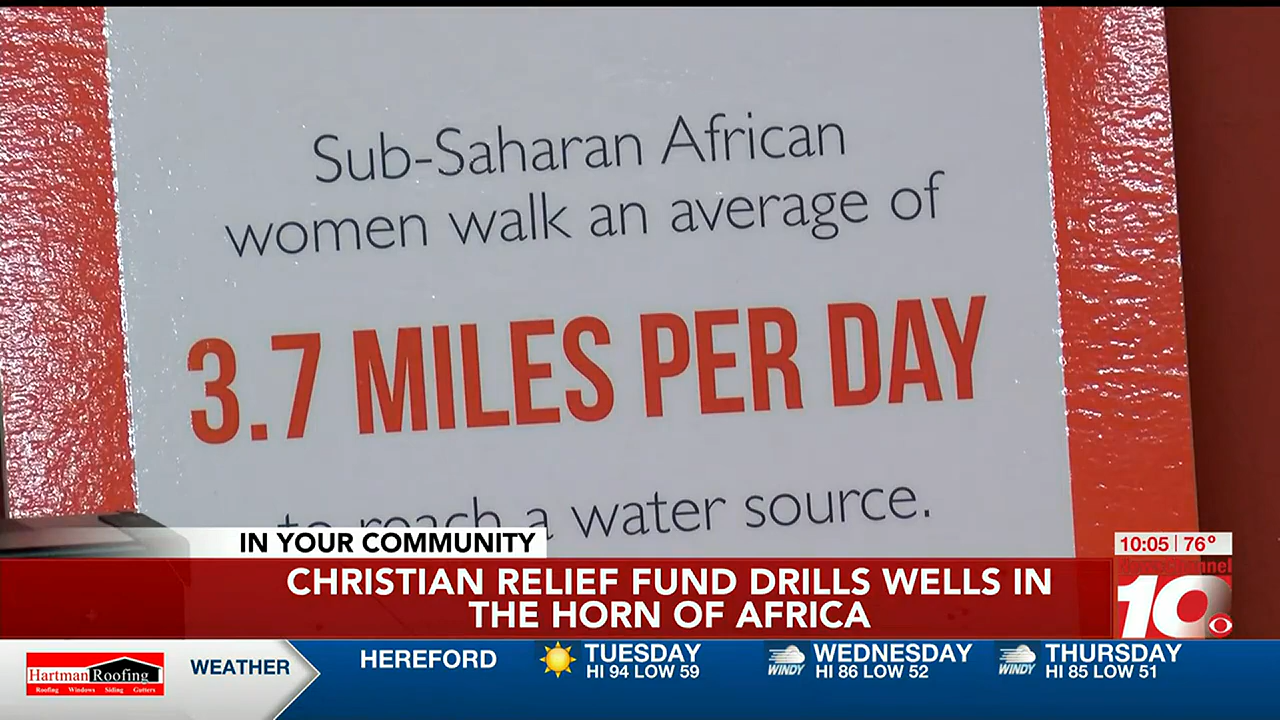 Sub-Saharan African
women walk an average of
3.7 MILES PER DAY
to reach a water source.
IN YOUR COMMUNITY
CHRISTIAN RELIEF FUND DRILLS WELLS IN
THE HORN OF AFRICA
10:05 | 76°
NewsChannel
10
Hartman Roofing
Roofing Windows Siding Gutters
WEATHER
HEREFORD
TUESDAY
HI 94 LOW 59
WINDY
WEDNESDAY
HI 86 LOW 52
WINDY
THURSDAY
HI 85 LOW 51